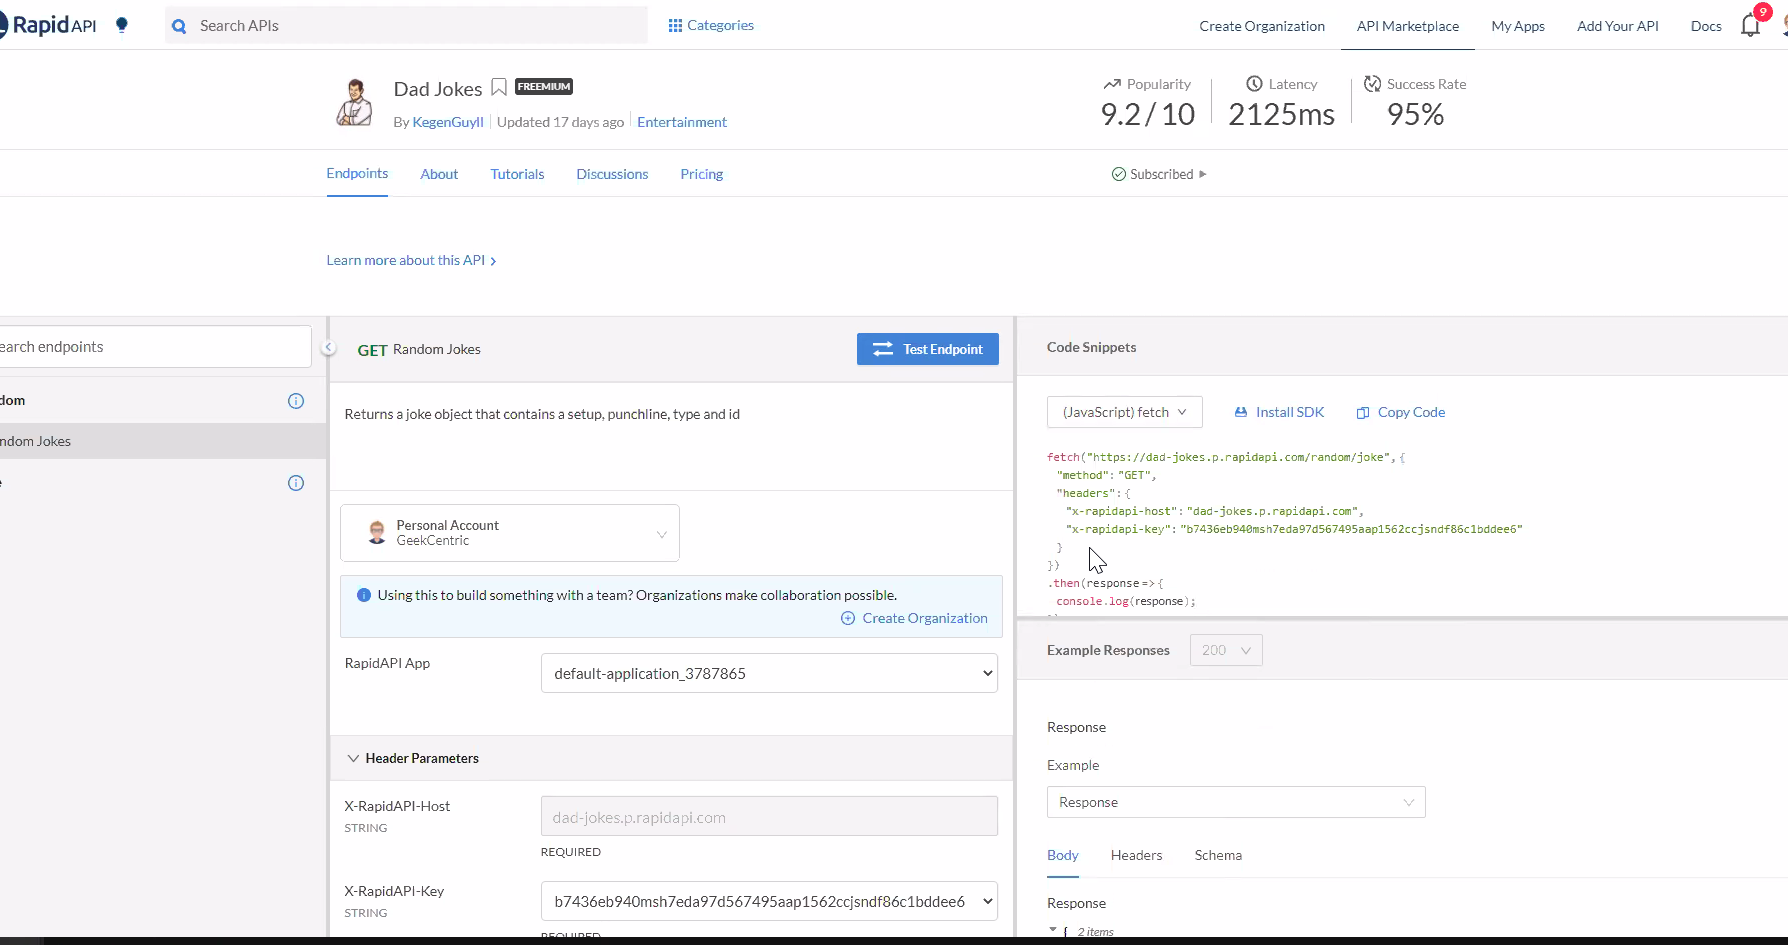 Rapid API
Search APIs
Categories
Create Organization
API Marketplace
My Apps
Add Your API
Docs
9
Dad Jokes
FREEMIUM
By KegenGuyll
Updated 17 days ago
Entertainment
Popularity
9.2 / 10
Latency
2125ms
Success Rate
95%
Endpoints
About
Tutorials
Discussions
Pricing
Subscribed
Learn more about this API
earch endpoints
dom
ndom Jokes
e
GET Random Jokes
Test Endpoint
Returns a joke object that contains a setup, punchline, type and id
Personal Account
GeekCentric
Using this to build something with a team? Organizations make collaboration possible.
Create Organization
RapidAPI App
default-application_3787865
Header Parameters
X-RapidAPI-Host
STRING
dad-jokes.p.rapidapi.com
REQUIRED
X-RapidAPI-Key
STRING
b7436eb940msh7eda97d567495aap1562ccjsndf86c1bddee6
REQUIRED
Code Snippets
(JavaScript) fetch
Install SDK
Copy Code
fetch("https://dad-jokes.p.rapidapi.com/random/joke", {
"method": "GET",
"headers": {
"x-rapidapi-host": "dad-jokes.p.rapidapi.com",
"x-rapidapi-key": "b7436eb940msh7eda97d567495aap1562ccjsndf86c1bddee6"
}
})
.then(response => {
console.log(response);
Example Responses
200
Response
Example
Response
Body
Headers
Schema
Response
{ 2 items